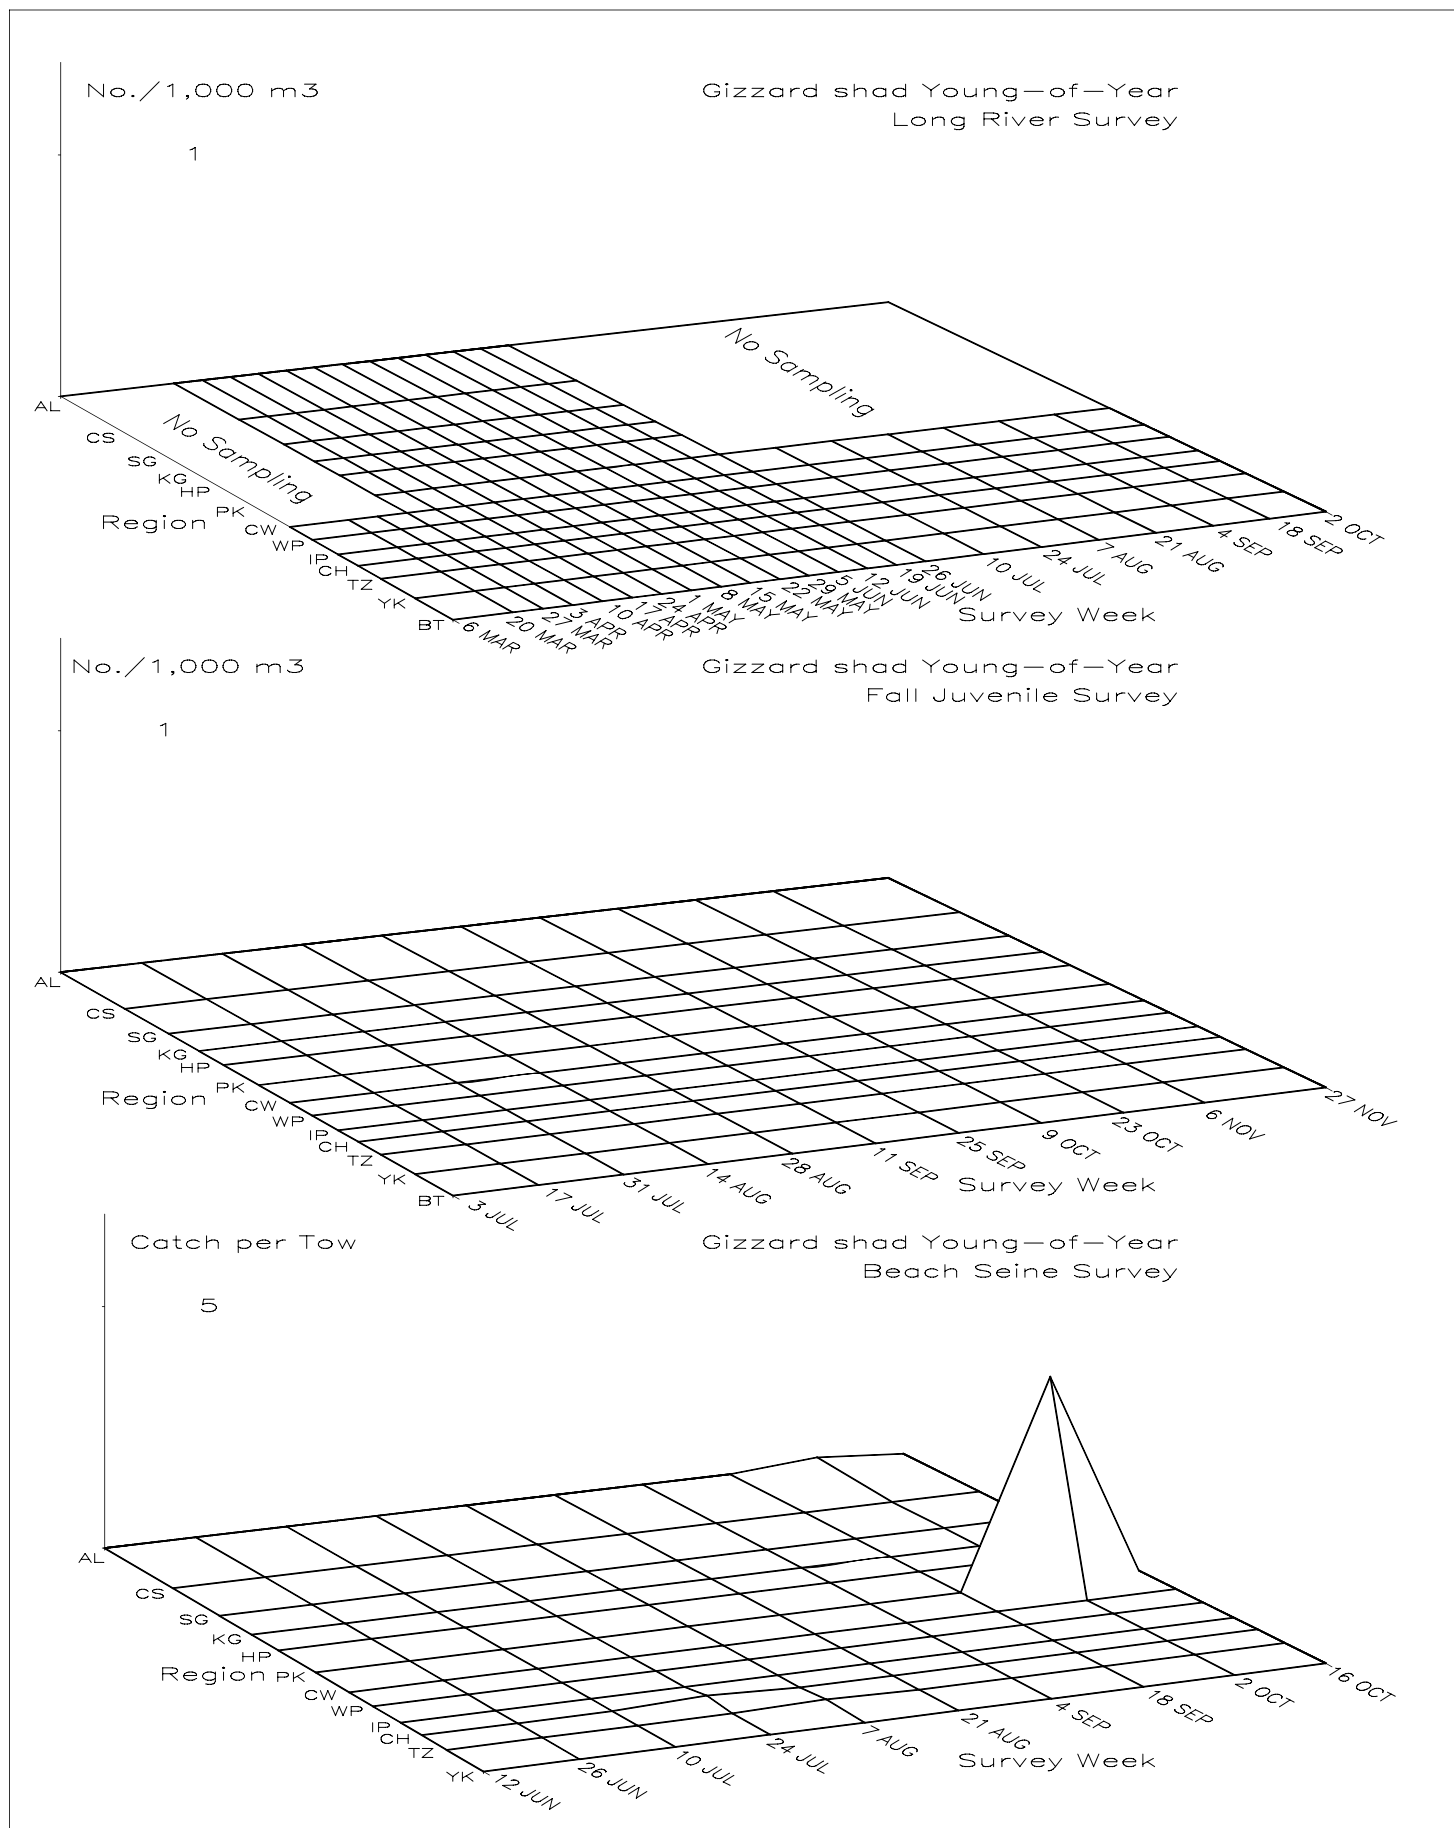 No./1,000 m3
Gizzard shad Young-of-Year
Long River Survey
1
No Sampling
No Sampling
AL
CS
SG
KG
HP
PK
CW
WP
IP
CH
TZ
YK
BT
Region
6 MAR
20 MAR
27 MAR
3 APR
10 APR
17 APR
24 APR
1 MAY
8 MAY
15 MAY
22 MAY
29 MAY
5 JUN
12 JUN
19 JUN
26 JUN
10 JUL
24 JUL
7 AUG
21 AUG
4 SEP
18 SEP
2 OCT
Survey Week
No./1,000 m3
Gizzard shad Young-of-Year
Fall Juvenile Survey
1
AL
CS
SG
KG
HP
PK
CW
WP
IP
CH
TZ
YK
BT
Region
3 JUL
17 JUL
31 JUL
14 AUG
28 AUG
11 SEP
25 SEP
9 OCT
23 OCT
6 NOV
27 NOV
Survey Week
Catch per Tow
Gizzard shad Young-of-Year
Beach Seine Survey
5
AL
CS
SG
KG
HP
PK
CW
WP
IP
CH
TZ
YK
Region
12 JUN
26 JUN
10 JUL
24 JUL
7 AUG
21 AUG
4 SEP
18 SEP
2 OCT
16 OCT
Survey Week